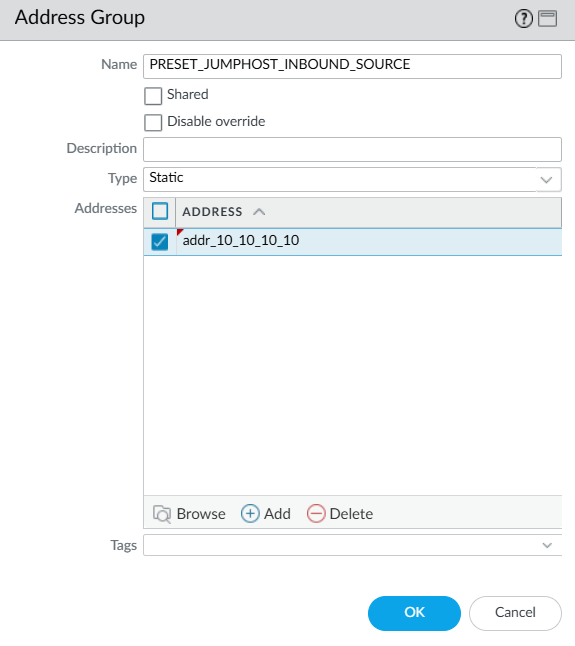 Address Group
Name PRESET_JUMPHOST_INBOUND_SOURCE
Shared
Disable override
Description
Type Static
Addresses ADDRESS
addr_10_10_10_10
Browse Add Delete
Tags
OK Cancel